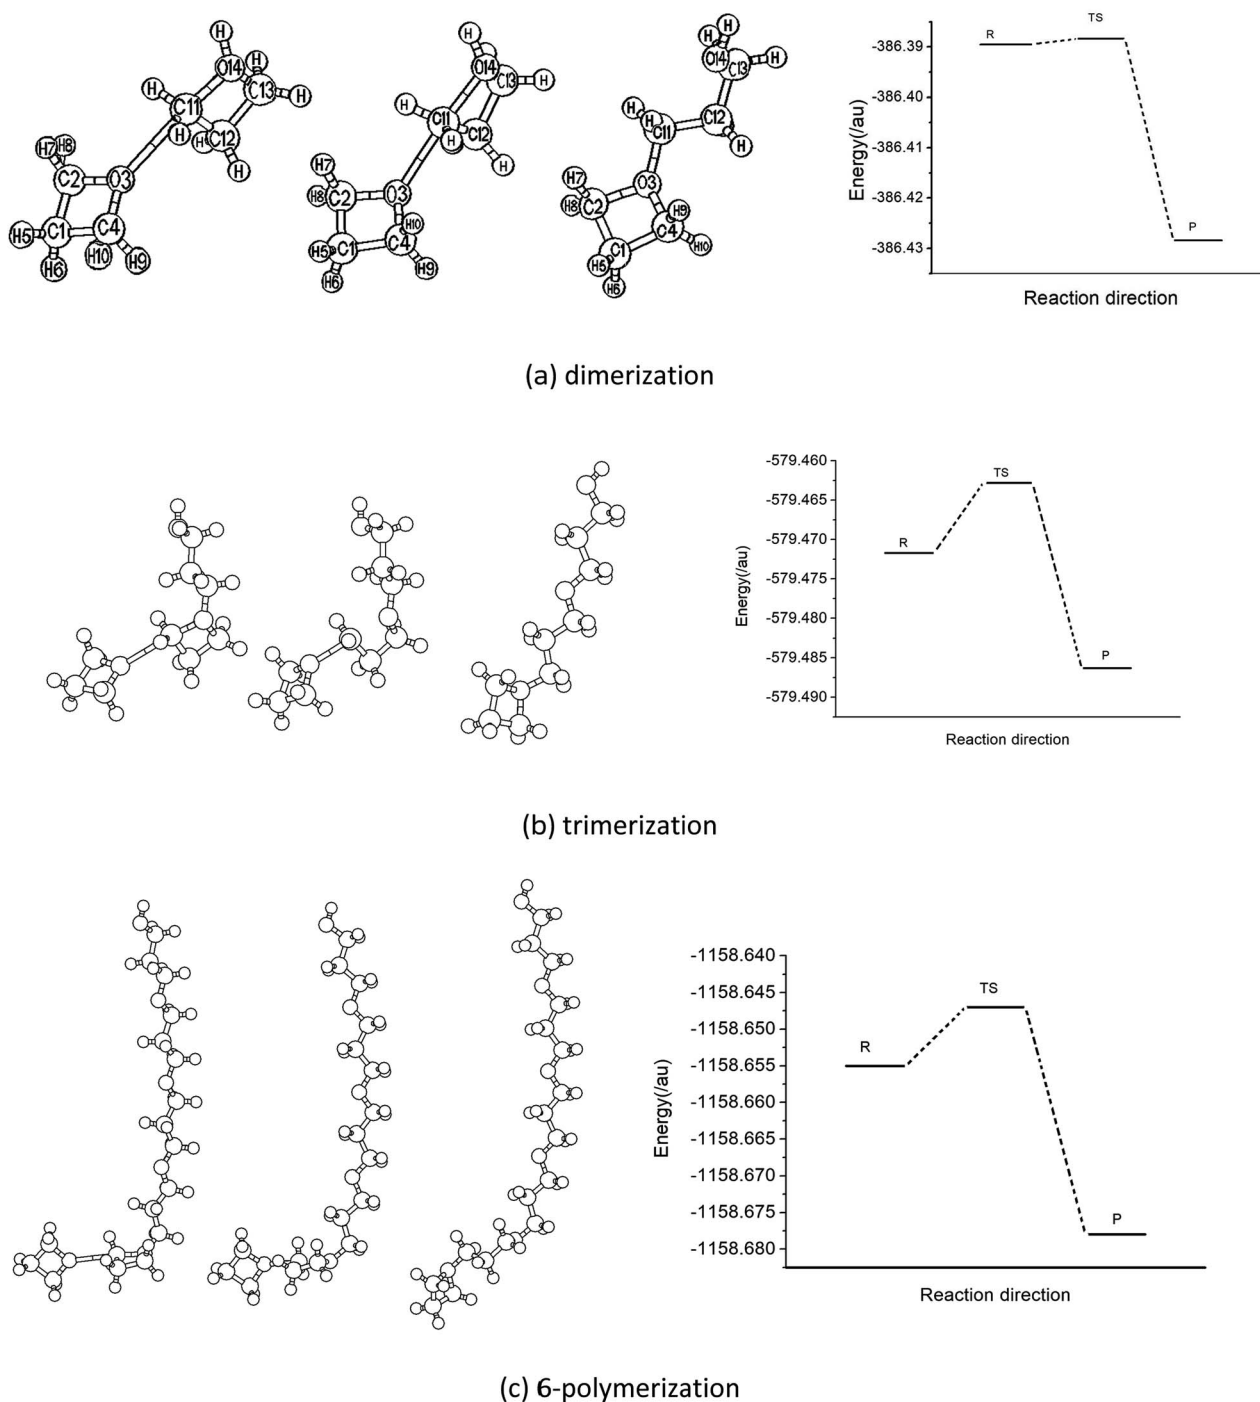 H
O14
H
C13
H
H
C11
H
H
C12
H
H7
H8
C2
O3
H5
C1
C4
H6
H10
H9
H
O14
C13
H
H
C11
H
C12
H
H7
H8
C2
O3
H10
H5
C1
C4
H6
H9
H
H
O14
C13
H
H
H
C11
C12
H
H7
O3
H8
C2
H9
C4
H10
C1
H5
H6
-386.39
-386.40
-386.41
-386.42
-386.43
Energy(/au)
R
TS
P
Reaction direction
(a) dimerization
-579.460
-579.465
-579.470
-579.475
-579.480
-579.485
-579.490
Energy(/au)
R
TS
P
Reaction direction
(b) trimerization
-1158.640
-1158.645
-1158.650
-1158.655
-1158.660
-1158.665
-1158.670
-1158.675
-1158.680
Energy(/au)
R
TS
P
Reaction direction
(c) 6-polymerization